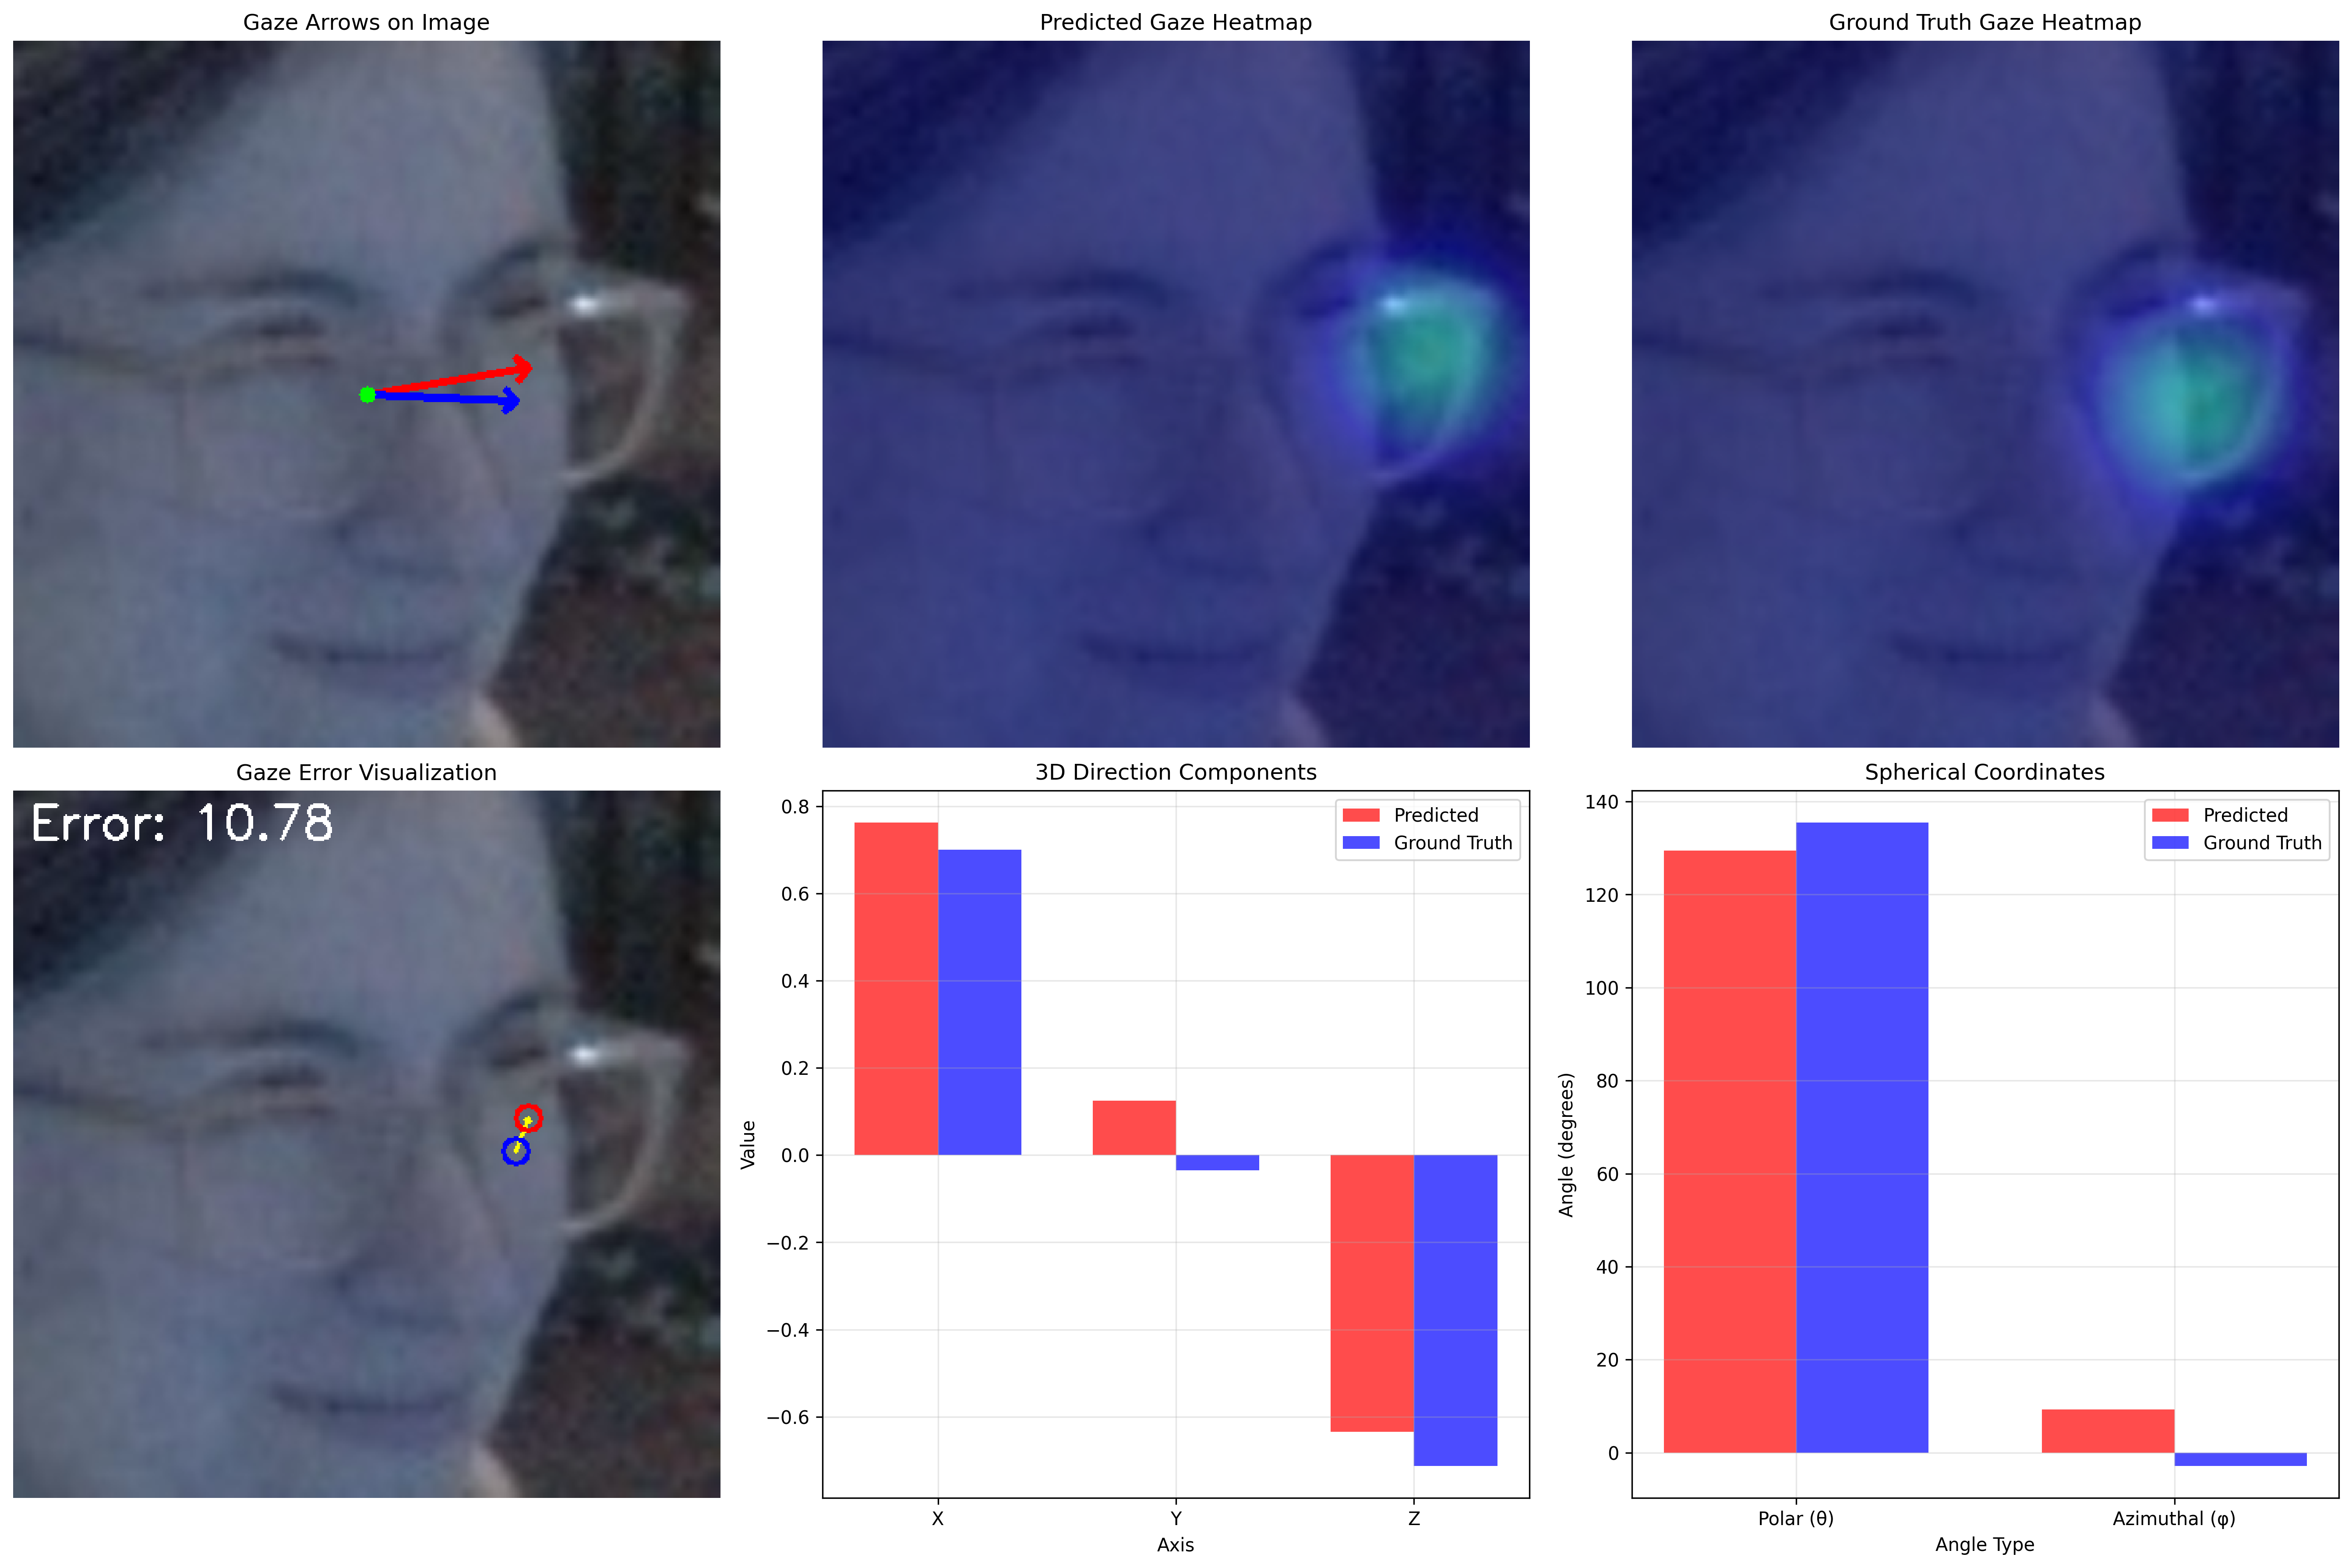 Gaze Arrows on Image
Predicted Gaze Heatmap
Ground Truth Gaze Heatmap
Gaze Error Visualization
Error: 10.78
3D Direction Components
Predicted
Ground Truth
0.8
0.6
0.4
0.2
0.0
−0.2
−0.4
−0.6
Value
X
Y
Z
Axis
Spherical Coordinates
Predicted
Ground Truth
140
120
100
80
60
40
20
0
Angle (degrees)
Polar (θ)
Azimuthal (φ)
Angle Type